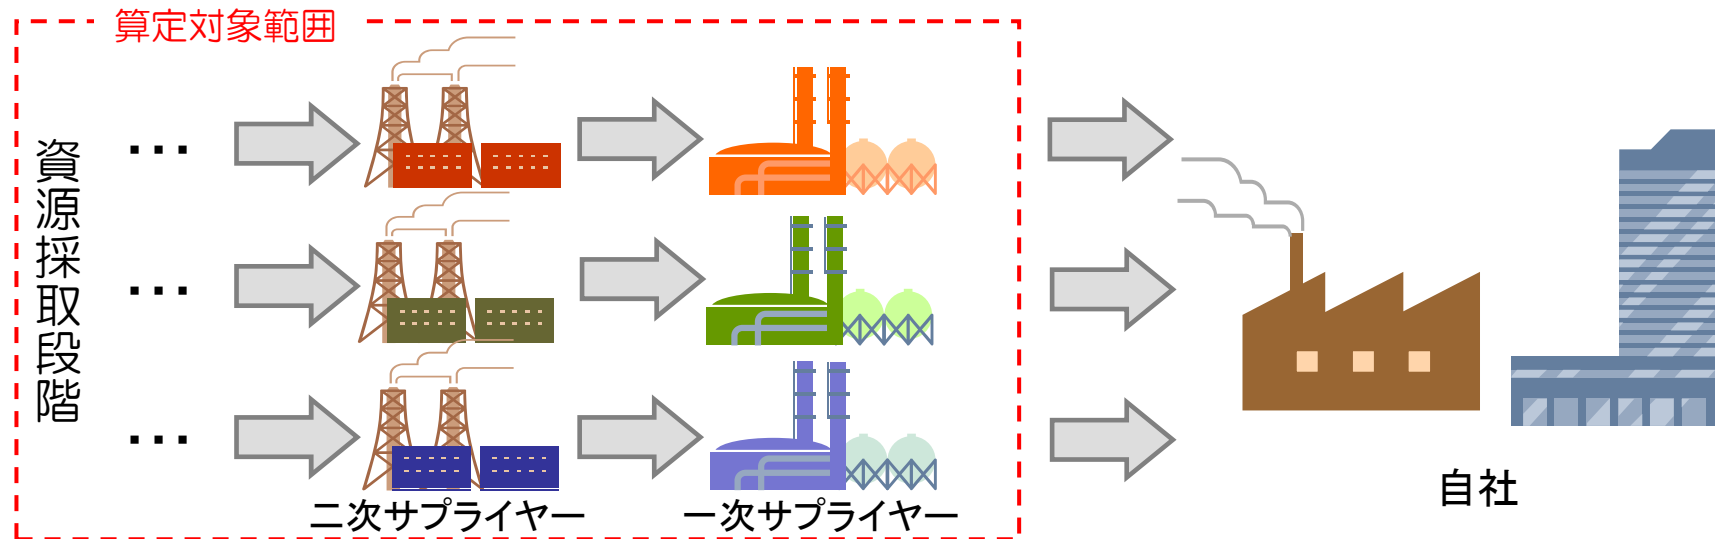 算定対象範囲
資源採取段階
…
…
…
二次サプライヤー
一次サプライヤー
自社